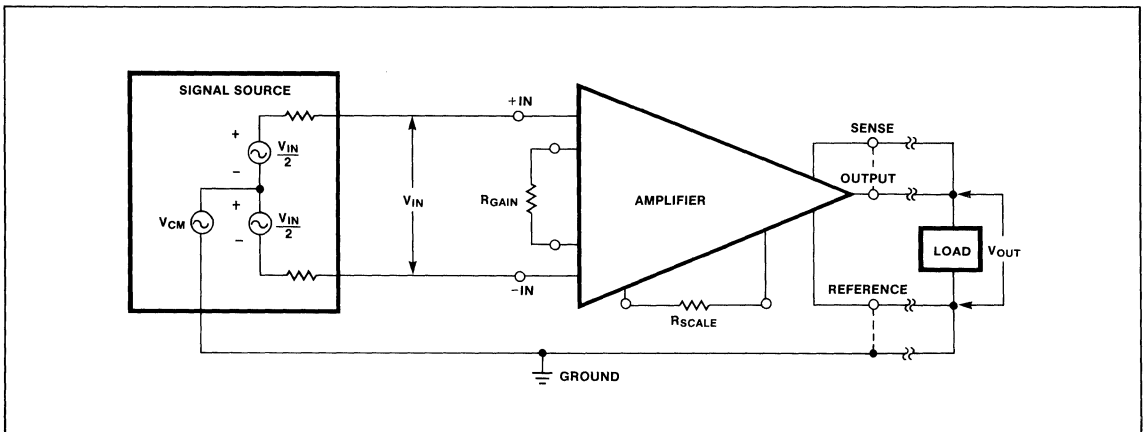 SIGNAL SOURCE
+
V_IN
2
-
+
V_IN
2
-
V_CM
V_IN
+IN
R_GAIN
-IN
AMPLIFIER
R_SCALE
SENSE
OUTPUT
LOAD
V_OUT
REFERENCE
GROUND